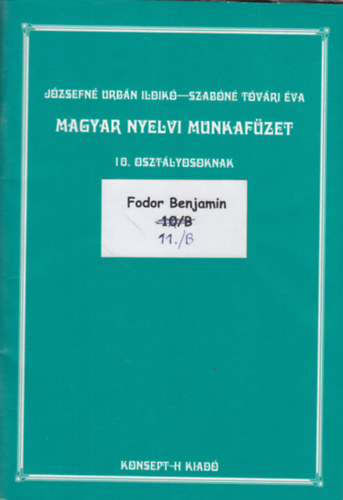 JÓZSEFNÉ URBÁN ILDIKÓ—SZABÓNÉ TÓVÁRI ÉVA
MAGYAR NYELVI MUNKAFÜZET
10. OSZTÁLYOSOKNAK
Fodor Benjamin
10/B
11./B
KONSEPT-H KIADÓ